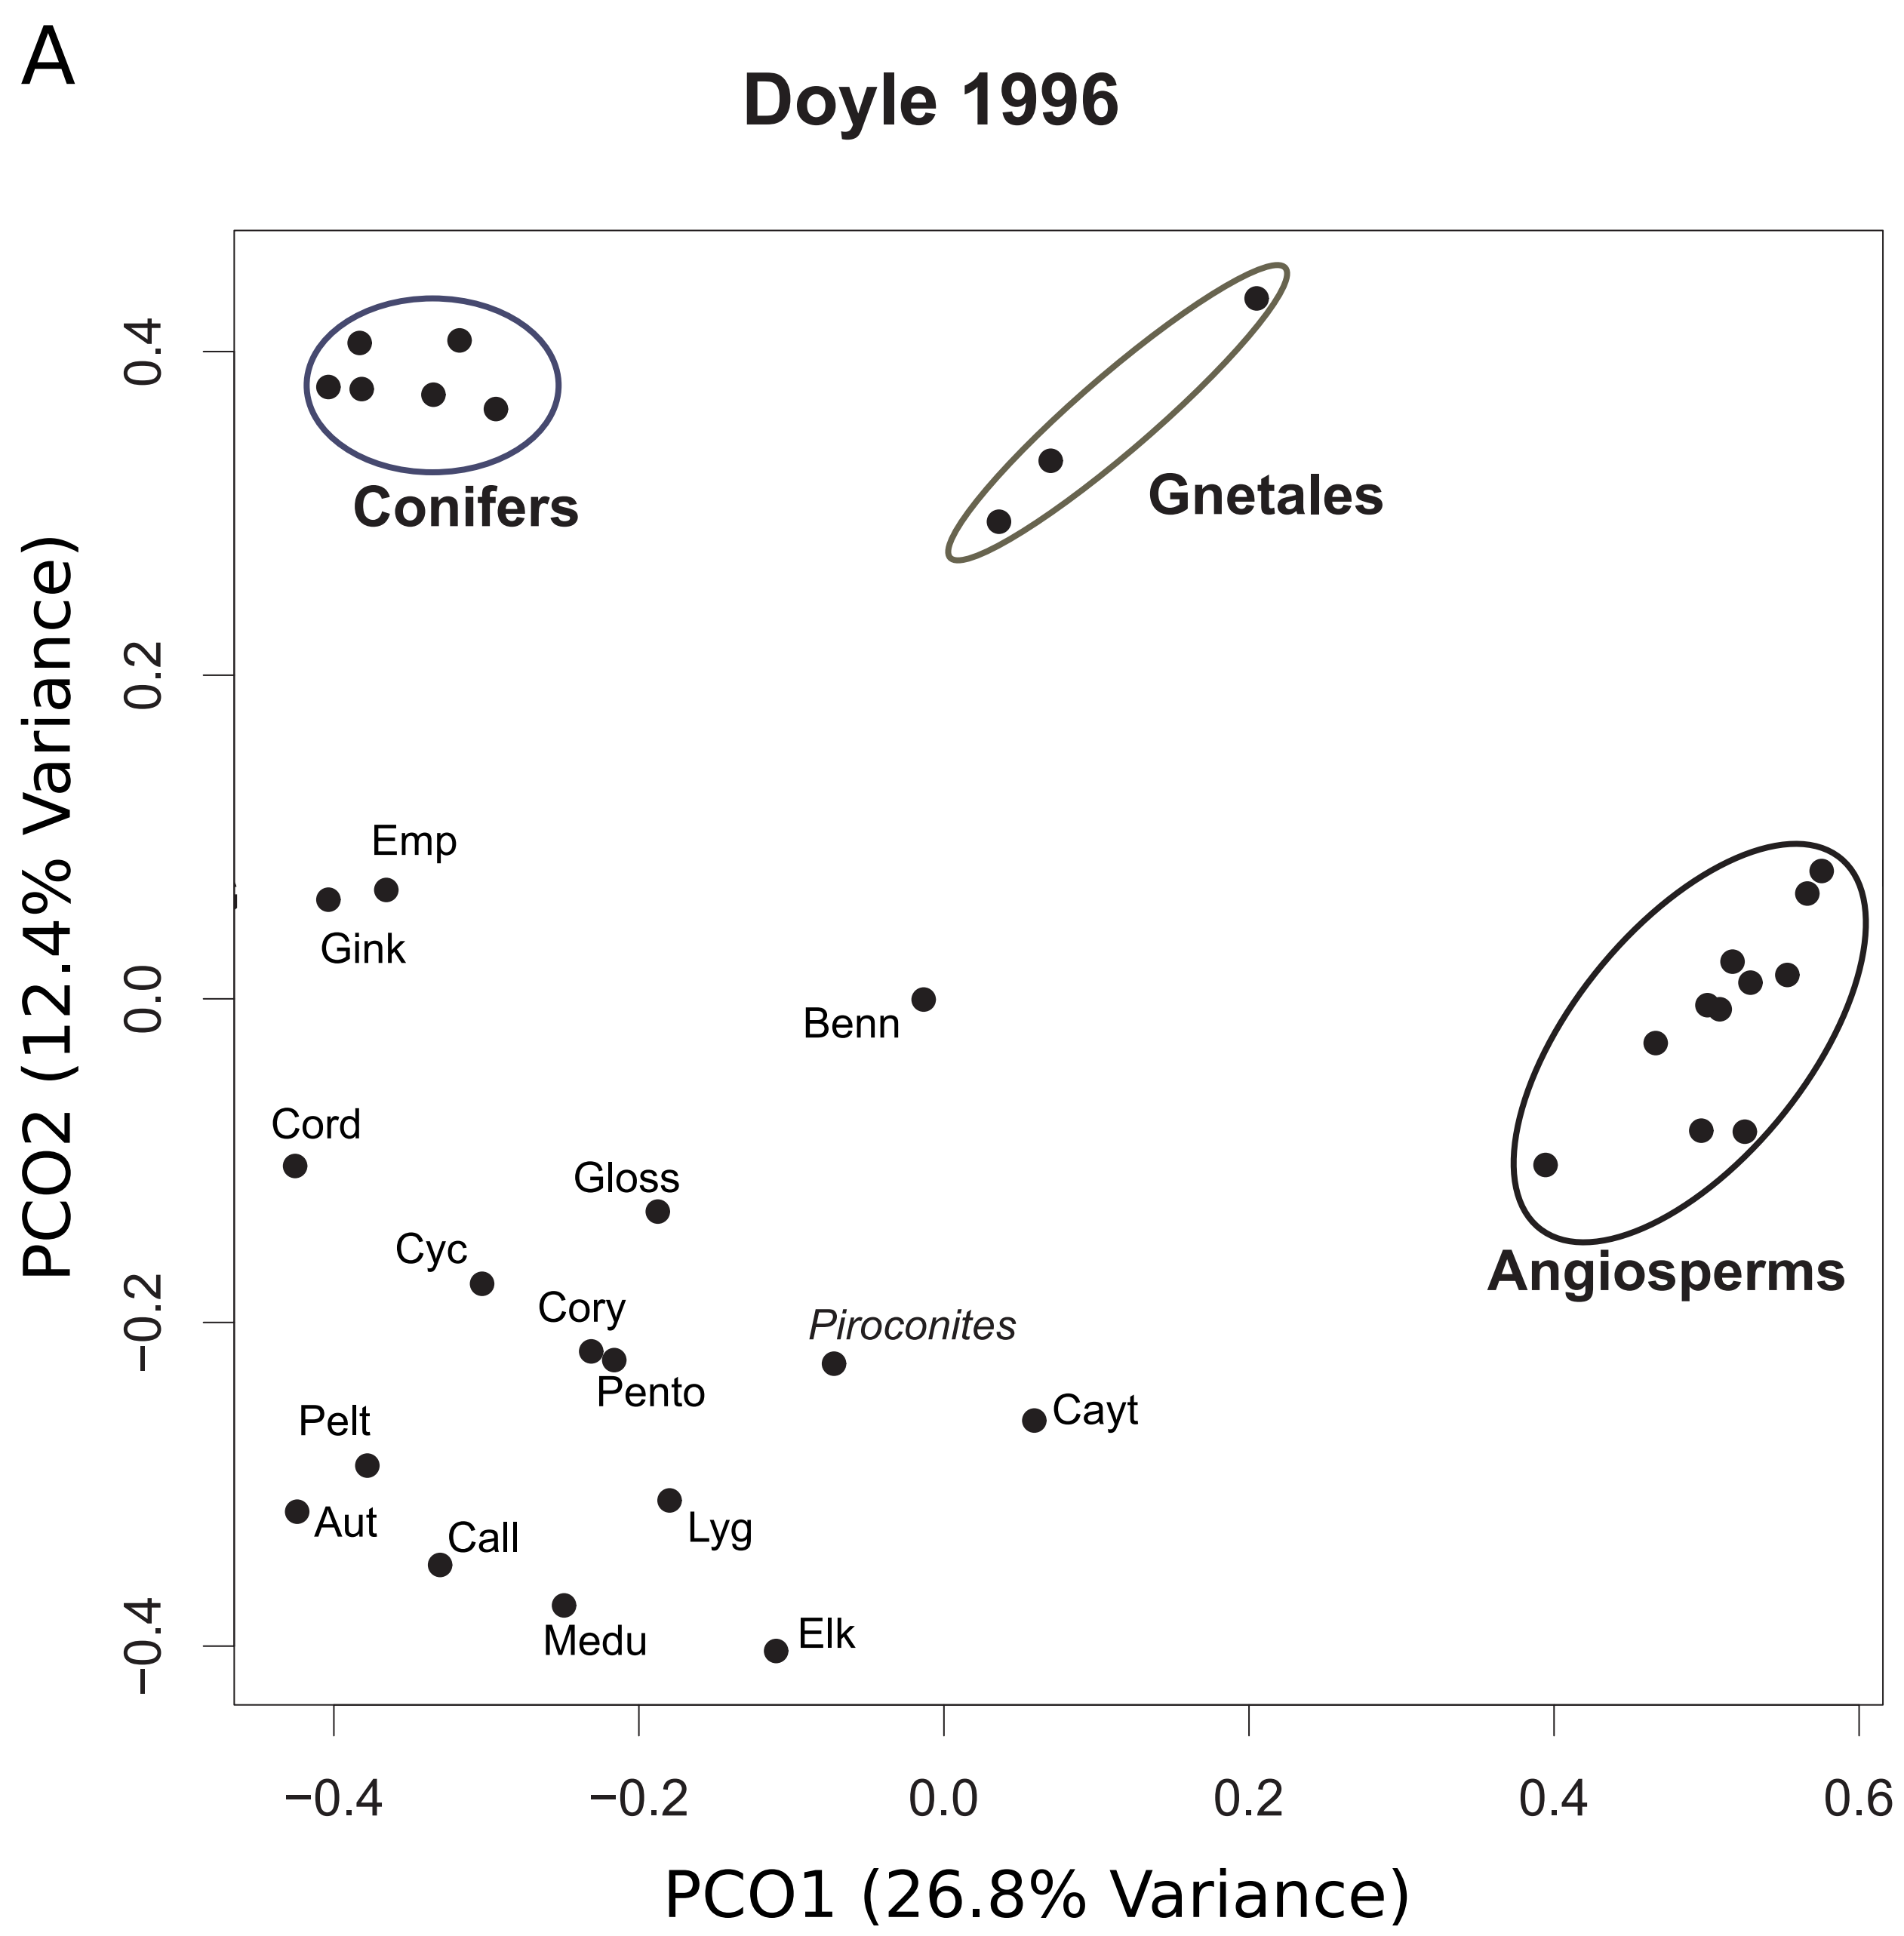 A
Doyle 1996
Conifers
Gnetales
Emp
Gink
Benn
Cord
Gloss
Cyc
Cory
Pento
Piroconites
Cayt
Pelt
Aut
Call
Lyg
Medu
Elk
Angiosperms
0.4
0.2
0.0
−0.2
−0.4
PCO2 (12.4% Variance)
−0.4 −0.2 0.0 0.2 0.4 0.6
PCO1 (26.8% Variance)